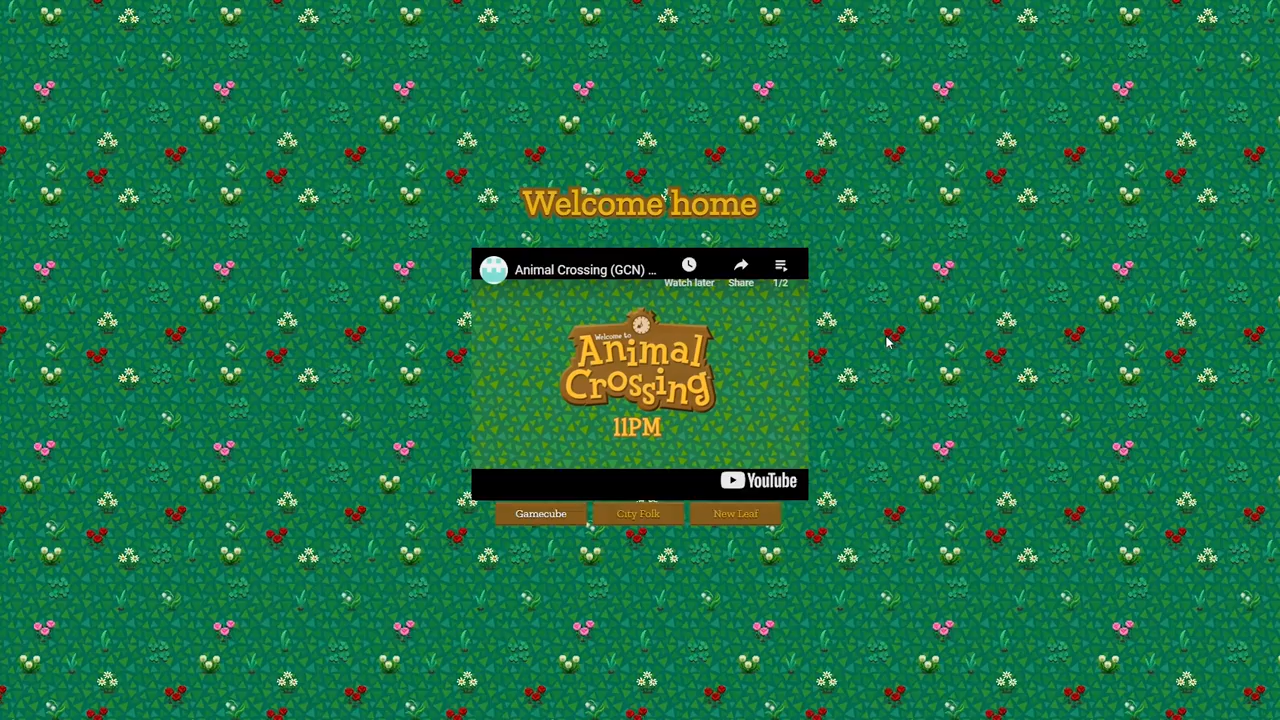 Welcome home
Animal Crossing (GCN) ...
Watch later
Share
1/2
Welcome to
Animal
Crossing
11PM
YouTube
Gamecube
City Folk
New Leaf